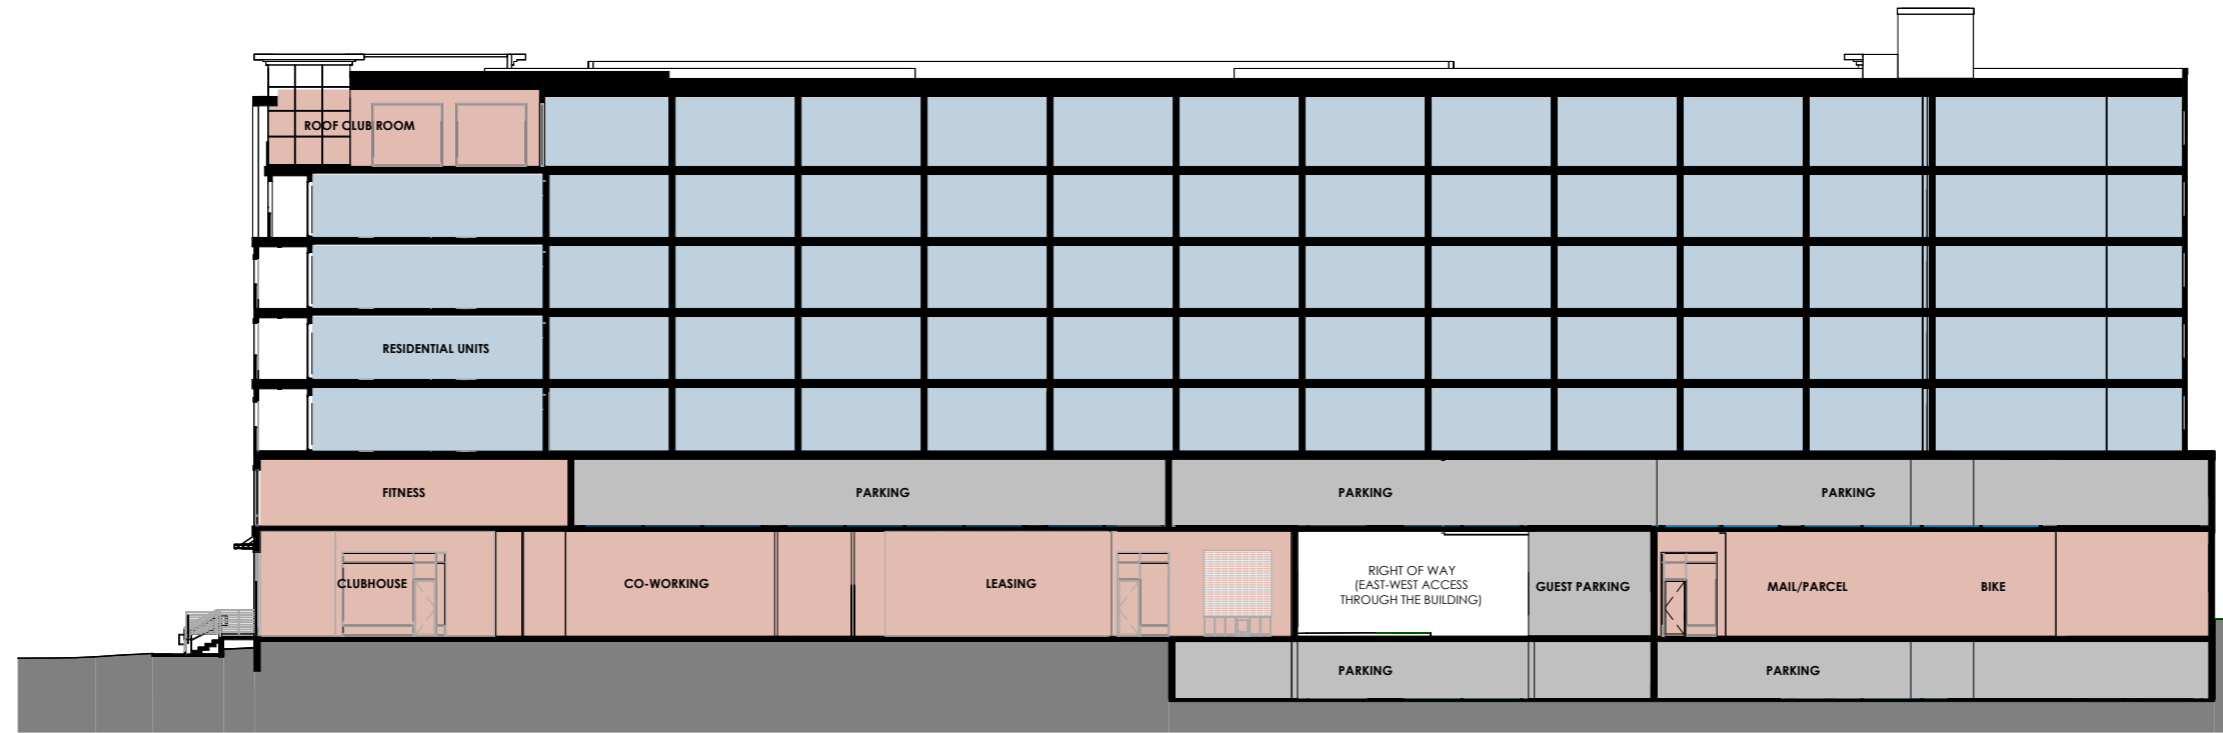 ROOF CLUB ROOM
RESIDENTIAL UNITS
FITNESS
PARKING
PARKING
PARKING
CLUBHOUSE
CO-WORKING
LEASING
RIGHT OF WAY
(EAST-WEST ACCESS
THROUGH THE BUILDING)
GUEST PARKING
MAIL/PARCEL
BIKE
PARKING
PARKING